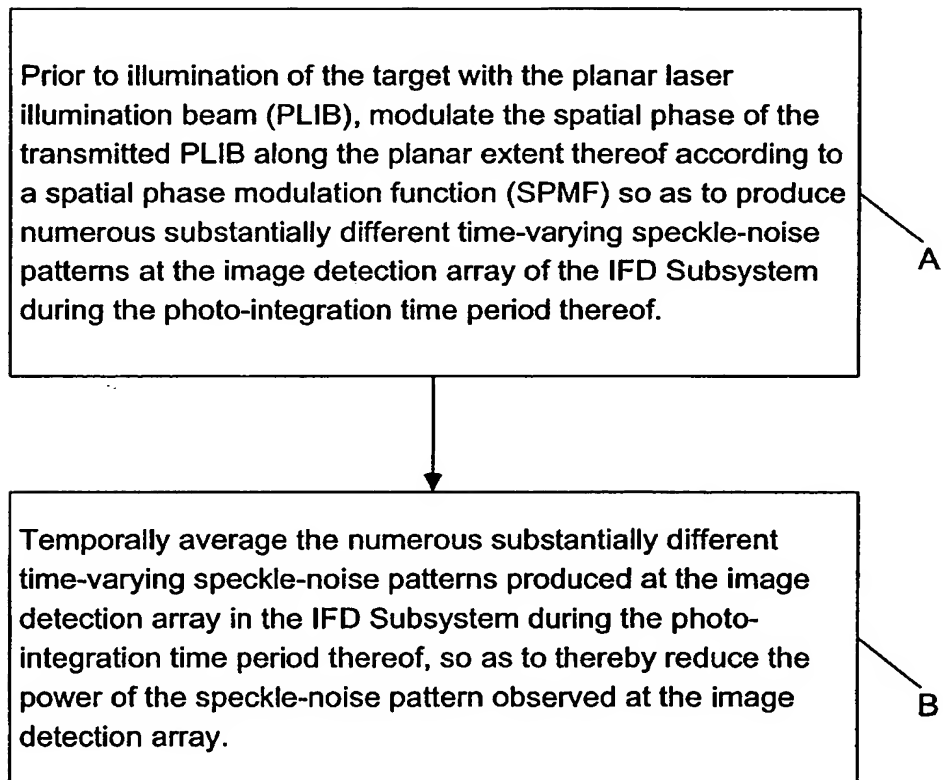 Prior to illumination of the target with the planar laser
illumination beam (PLIB), modulate the spatial phase of the
transmitted PLIB along the planar extent thereof according to
a spatial phase modulation function (SPMF) so as to produce
numerous substantially different time-varying speckle-noise
patterns at the image detection array of the IFD Subsystem
during the photo-integration time period thereof.
A
Temporally average the numerous substantially different
time-varying speckle-noise patterns produced at the image
detection array in the IFD Subsystem during the photo-
integration time period thereof, so as to thereby reduce the
power of the speckle-noise pattern observed at the image
detection array.
B